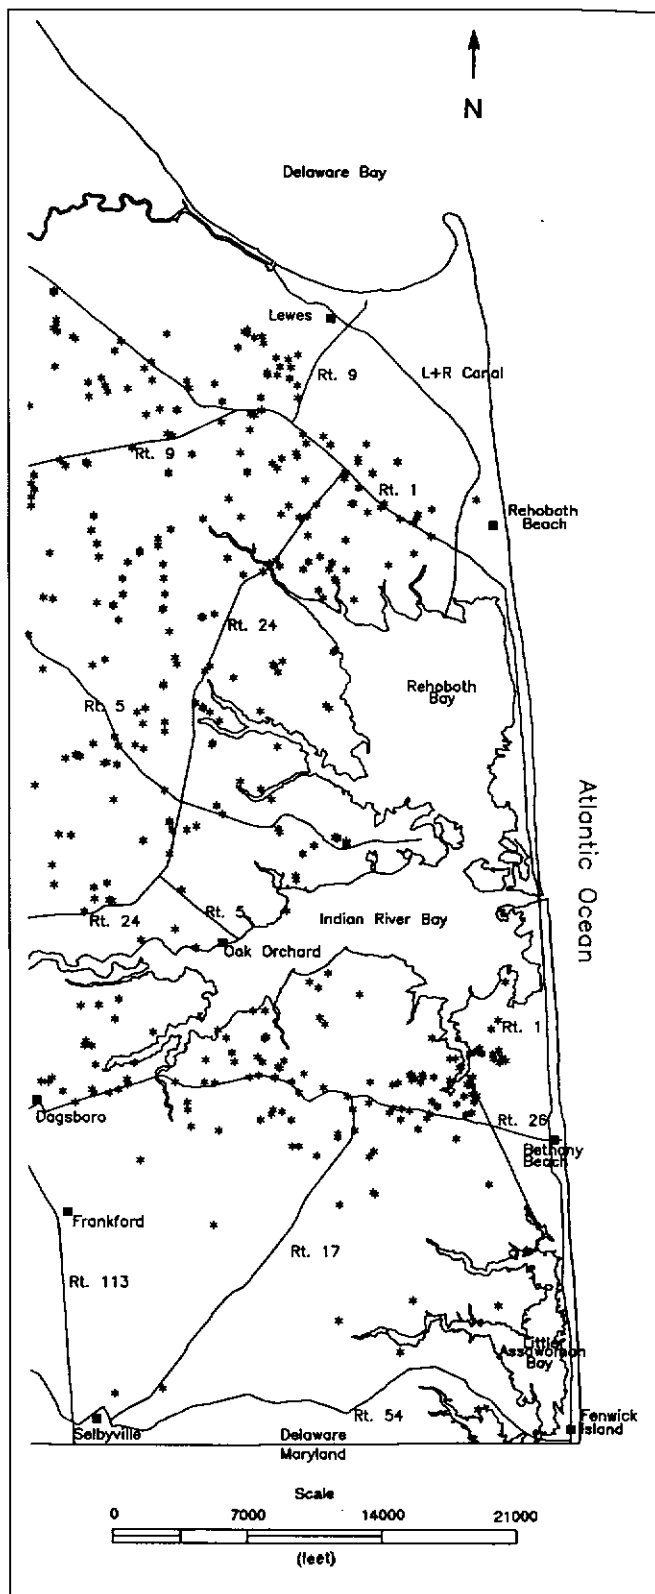 N
Delaware Bay
Lewes
Rt. 9
L+R Canal
Rt. 9
Rt. 1
Rehoboth
Beach
Rt. 24
Rehoboth
Bay
Rt. 5
Atlantic Ocean
Rt. 24
Rt. 5
Indian River Bay
Oak Orchard
Rt. 1
Dagsboro
Rt. 26
Bethany
Beach
Frankford
Rt. 17
Rt. 113
Little
Assawoman
Bay
Rt. 54
Fenwick
Island
Selbyville
Delaware
Maryland
Scale
0 7000 14000 21000
(feet)